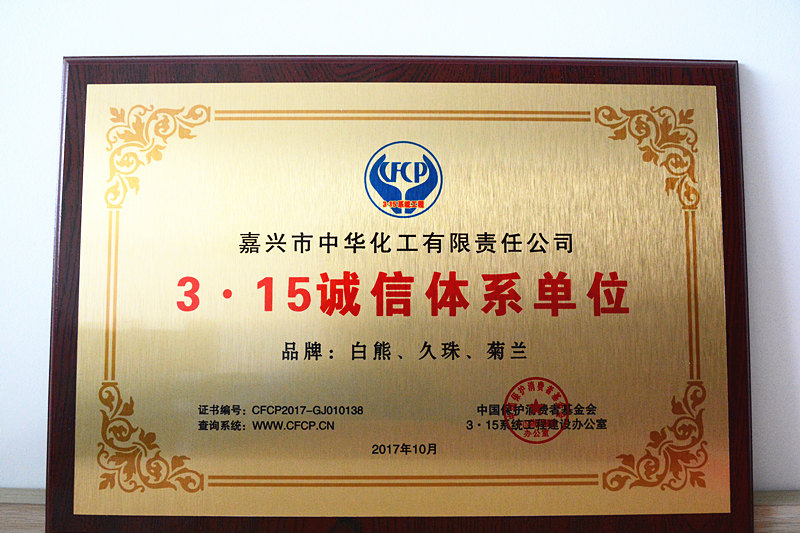 CFCP
3·15系统工程
嘉兴市中华化工有限责任公司
3·15诚信体系单位
品牌：白熊、久珠、菊兰
证书编号：CFCP2017-GJ010138
查询系统：WWW.CFCP.CN
中国保护消费者基金会
3·15系统工程建设办公室
办公室
2017年10月